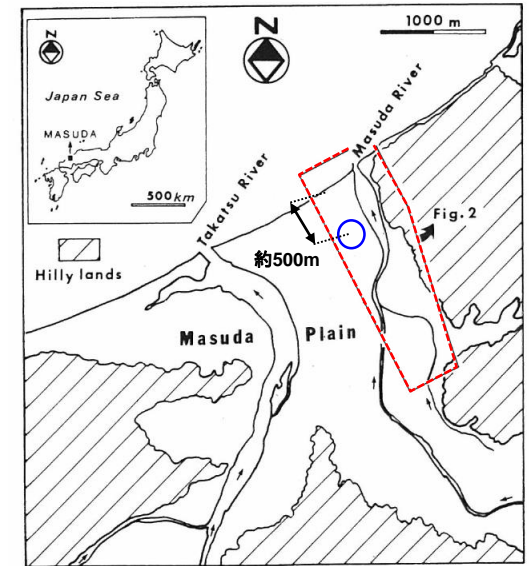 N
Japan Sea
MASUDA
500km
Hilly lands
N
1000 m
Masuda River
Takatsu River
Fig. 2
約500m
Masuda Plain